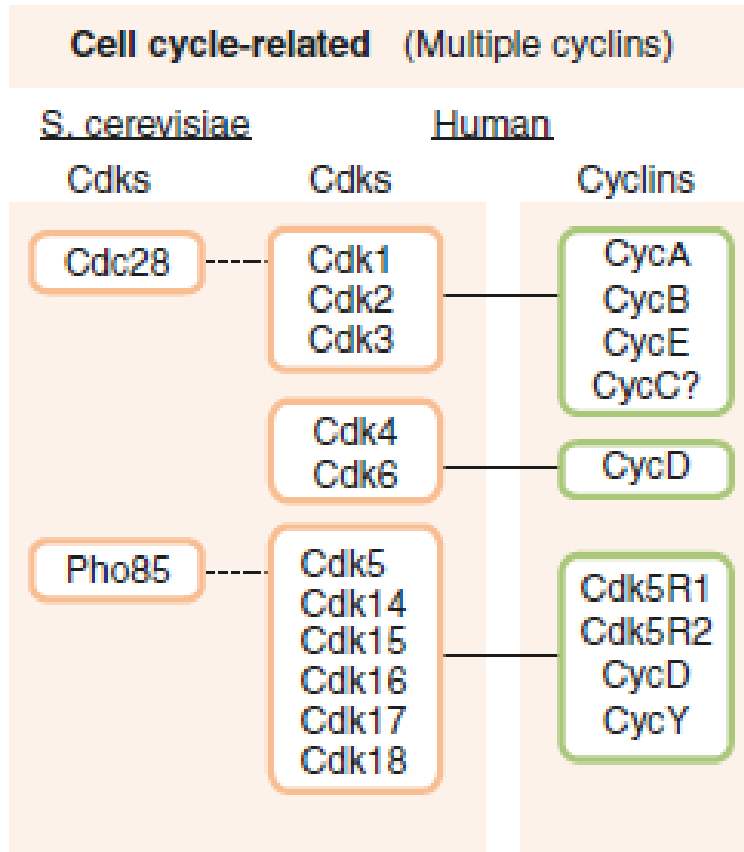 Cell cycle-related (Multiple cyclins)
S. cerevisiae Human
Cdks Cdks Cyclins
Cdc28
Cdk1
Cdk2
Cdk3
CycA
CycB
CycE
CycC?
Cdk4
Cdk6
CycD
Pho85
Cdk5
Cdk14
Cdk15
Cdk16
Cdk17
Cdk18
Cdk5R1
Cdk5R2
CycD
CycY